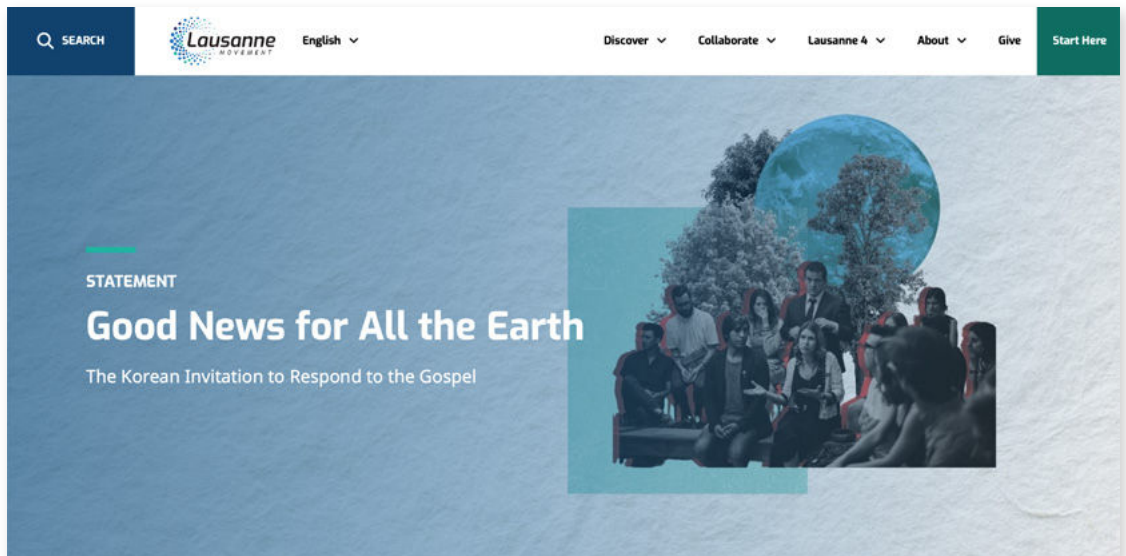 SEARCH
Lausanne
MOVEMENT
English
Discover
Collaborate
Lausanne 4
About
Give
Start Here
STATEMENT
Good News for All the Earth
The Korean Invitation to Respond to the Gospel